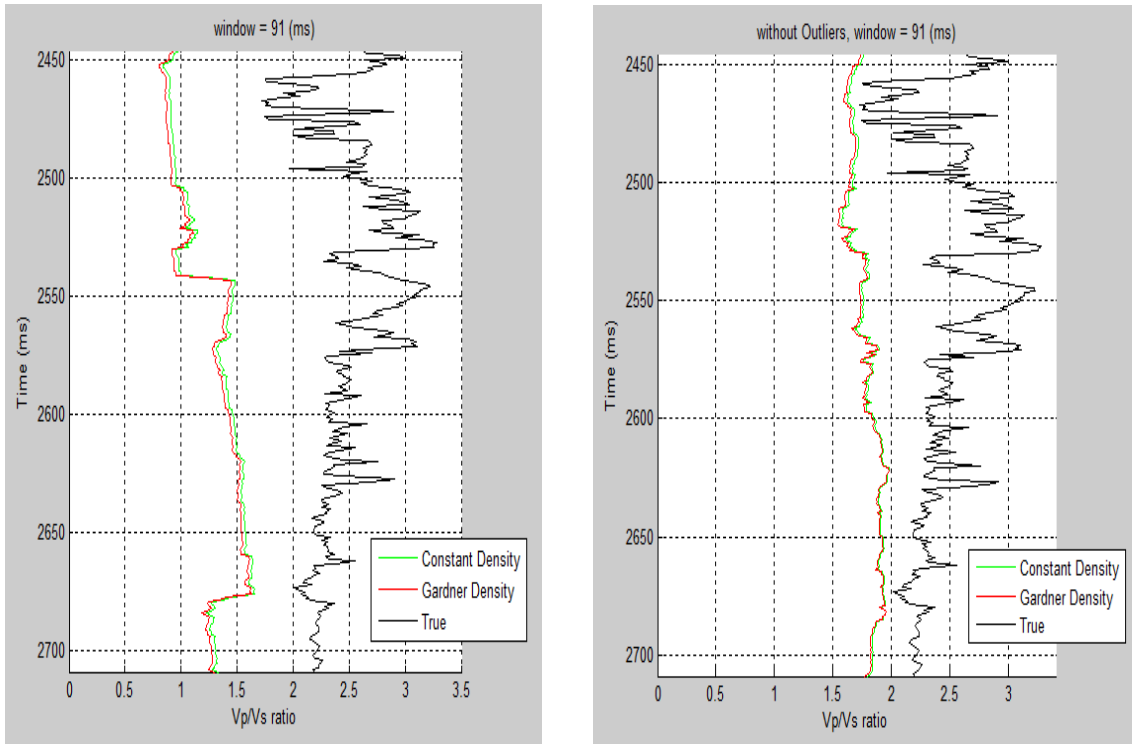 window = 91 (ms)
2450
2500
2550
2600
2650
2700
Time (ms)
0 0.5 1 1.5 2 2.5 3 3.5
Vp/Vs ratio
Constant Density
Gardner Density
True
without Outliers, window = 91 (ms)
2450
2500
2550
2600
2650
2700
Time (ms)
0 0.5 1 1.5 2 2.5 3
Vp/Vs ratio
Constant Density
Gardner Density
True